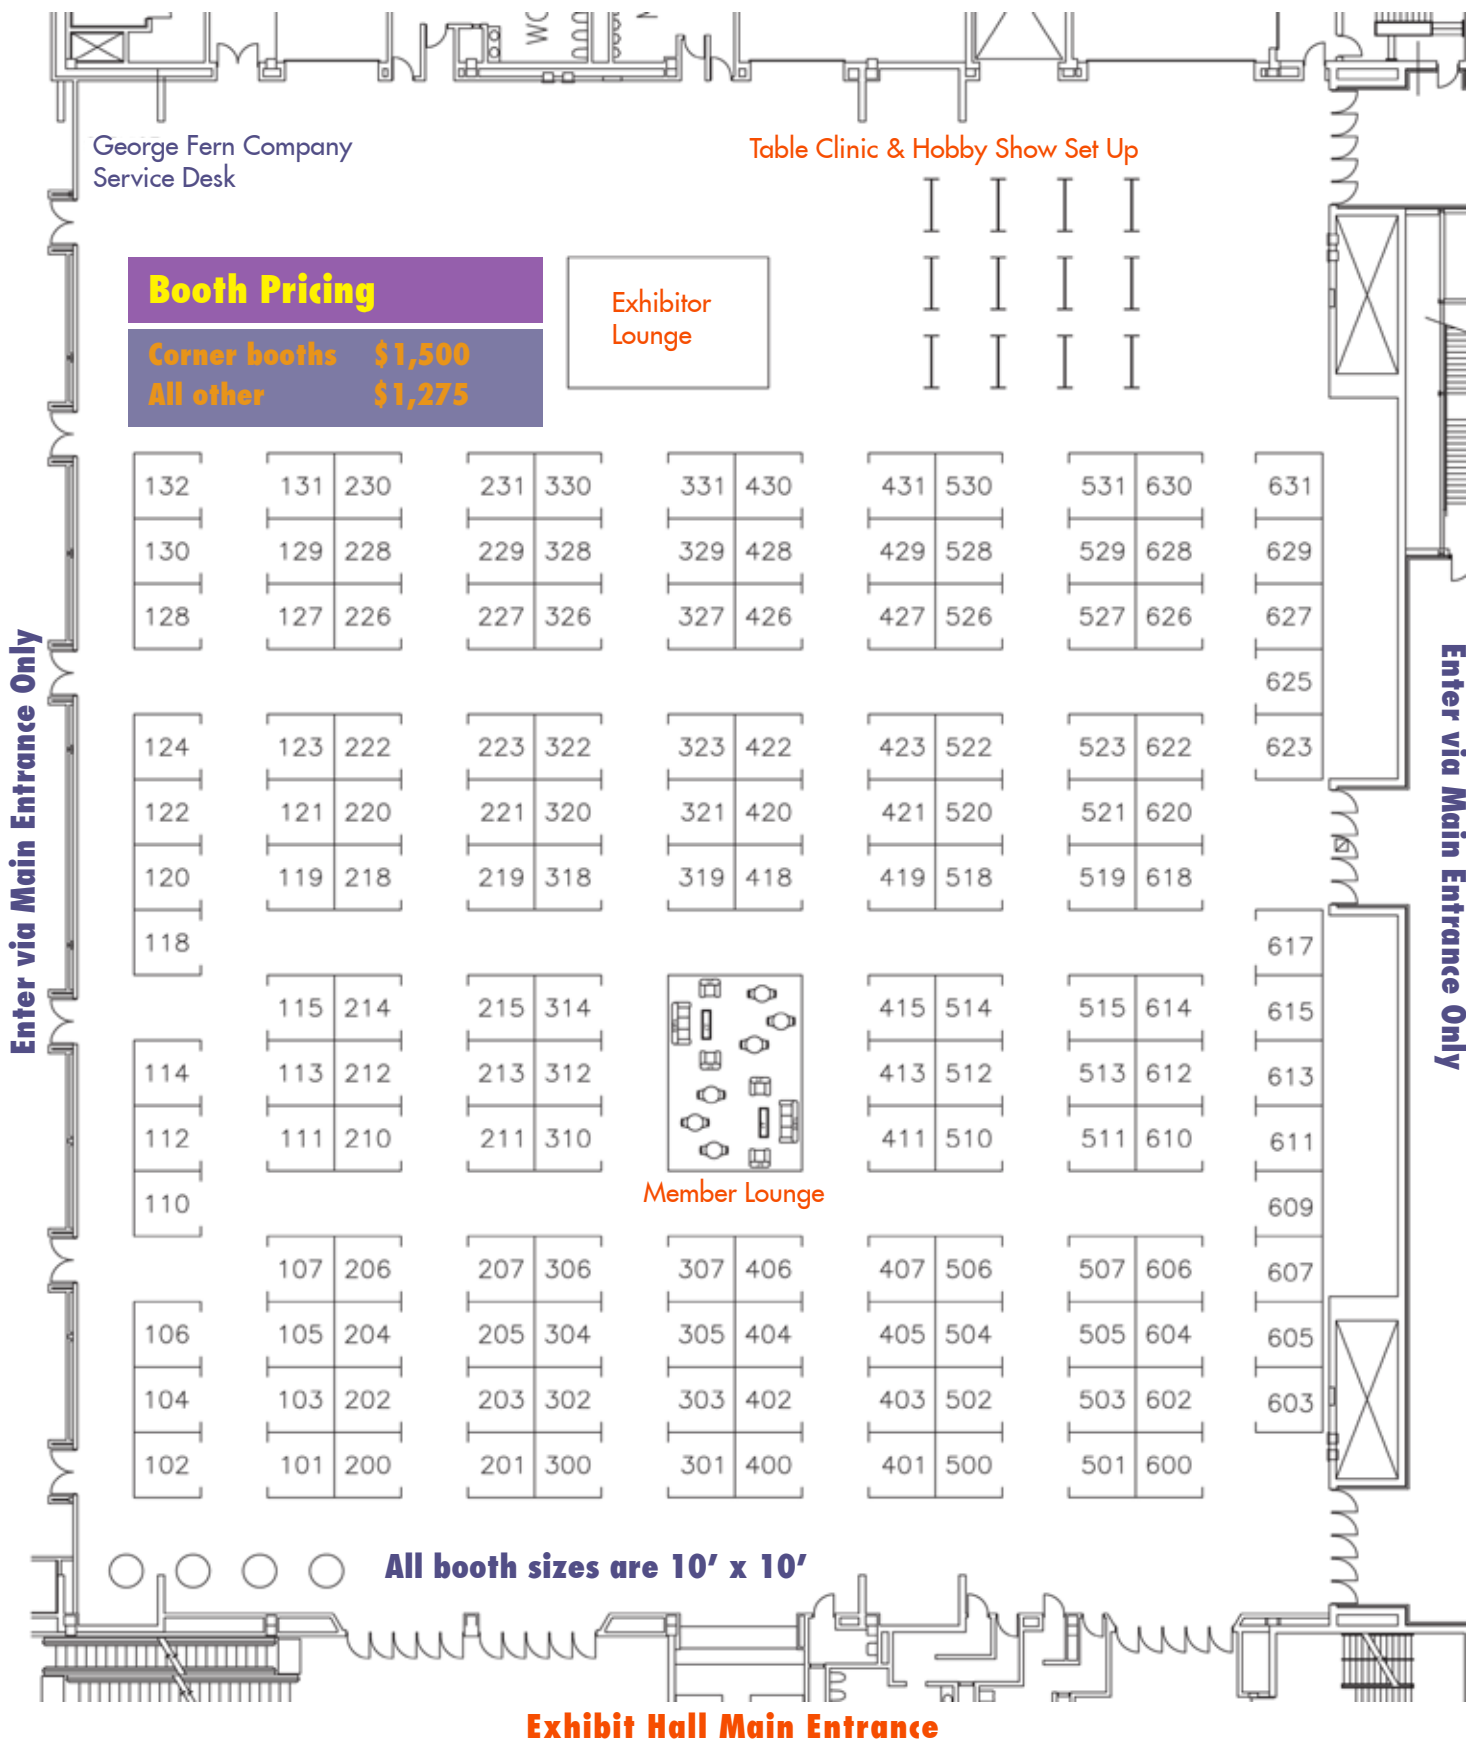 WC
George Fern Company
Service Desk
Table Clinic & Hobby Show Set Up
Booth Pricing
Corner booths $1,500
All other $1,275
Exhibitor
Lounge
132 131 230 231 330 331 430 431 530 531 630 631
130 129 228 229 328 329 428 429 528 529 628 629
128 127 226 227 326 327 426 427 526 527 626 627
625
124 123 222 223 322 323 422 423 522 523 622 623
122 121 220 221 320 321 420 421 520 521 620
120 119 218 219 318 319 418 419 518 519 618
118 617
115 214 215 314 415 514 515 614 615
114 113 212 213 312 413 512 513 612 613
112 111 210 211 310 411 510 511 610 611
110 609
Member Lounge
107 206 207 306 307 406 407 506 507 606 607
106 105 204 205 304 305 404 405 504 505 604 605
104 103 202 203 302 303 402 403 502 503 602 603
102 101 200 201 300 301 400 401 500 501 600
Enter via Main Entrance Only
Enter via Main Entrance Only
All booth sizes are 10’ x 10’
Exhibit Hall Main Entrance